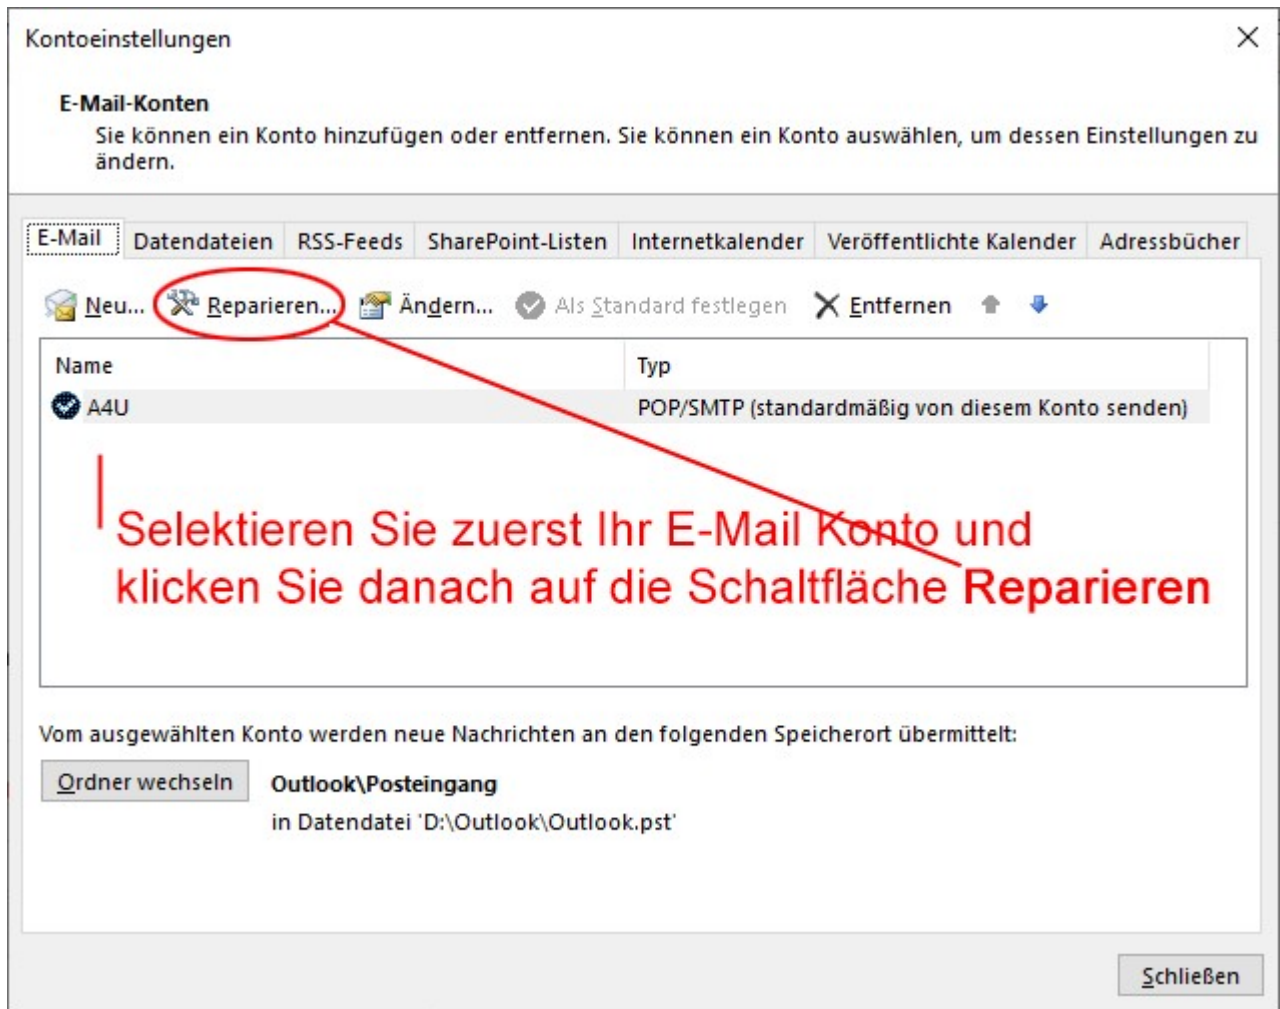 Kontoeinstellungen
E-Mail-Konten
Sie können ein Konto hinzufügen oder entfernen. Sie können ein Konto auswählen, um dessen Einstellungen zu
ändern.
E-Mail Datendateien RSS-Feeds SharePoint-Listen Internetkalender Veröffentlichte Kalender Adressbücher
Neu... Reparieren... Ändern... Als Standard festlegen Entfernen
Name Typ
A4U POP/SMTP (standardmäßig von diesem Konto senden)
Selektieren Sie zuerst Ihr E-Mail Konto und
klicken Sie danach auf die Schaltfläche Reparieren
Vom ausgewählten Konto werden neue Nachrichten an den folgenden Speicherort übermittelt:
Ordner wechseln Outlook\Posteingang
in Datendatei 'D:\Outlook\Outlook.pst'
Schließen